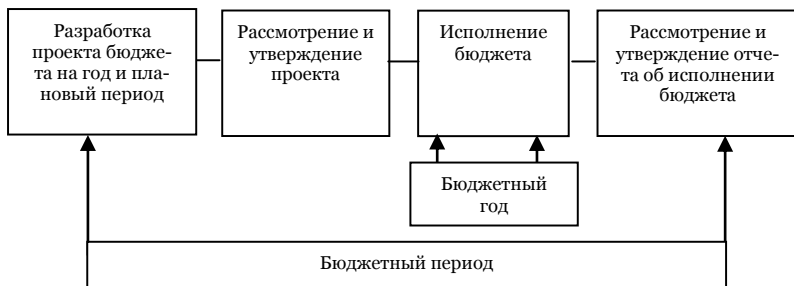 Разработка
проекта бюдже-
та на год и пла-
новый период
Рассмотрение и
утверждение
проекта
Исполнение
бюджета
Рассмотрение и
утверждение отче-
та об исполнении
бюджета
Бюджетный
год
Бюджетный период